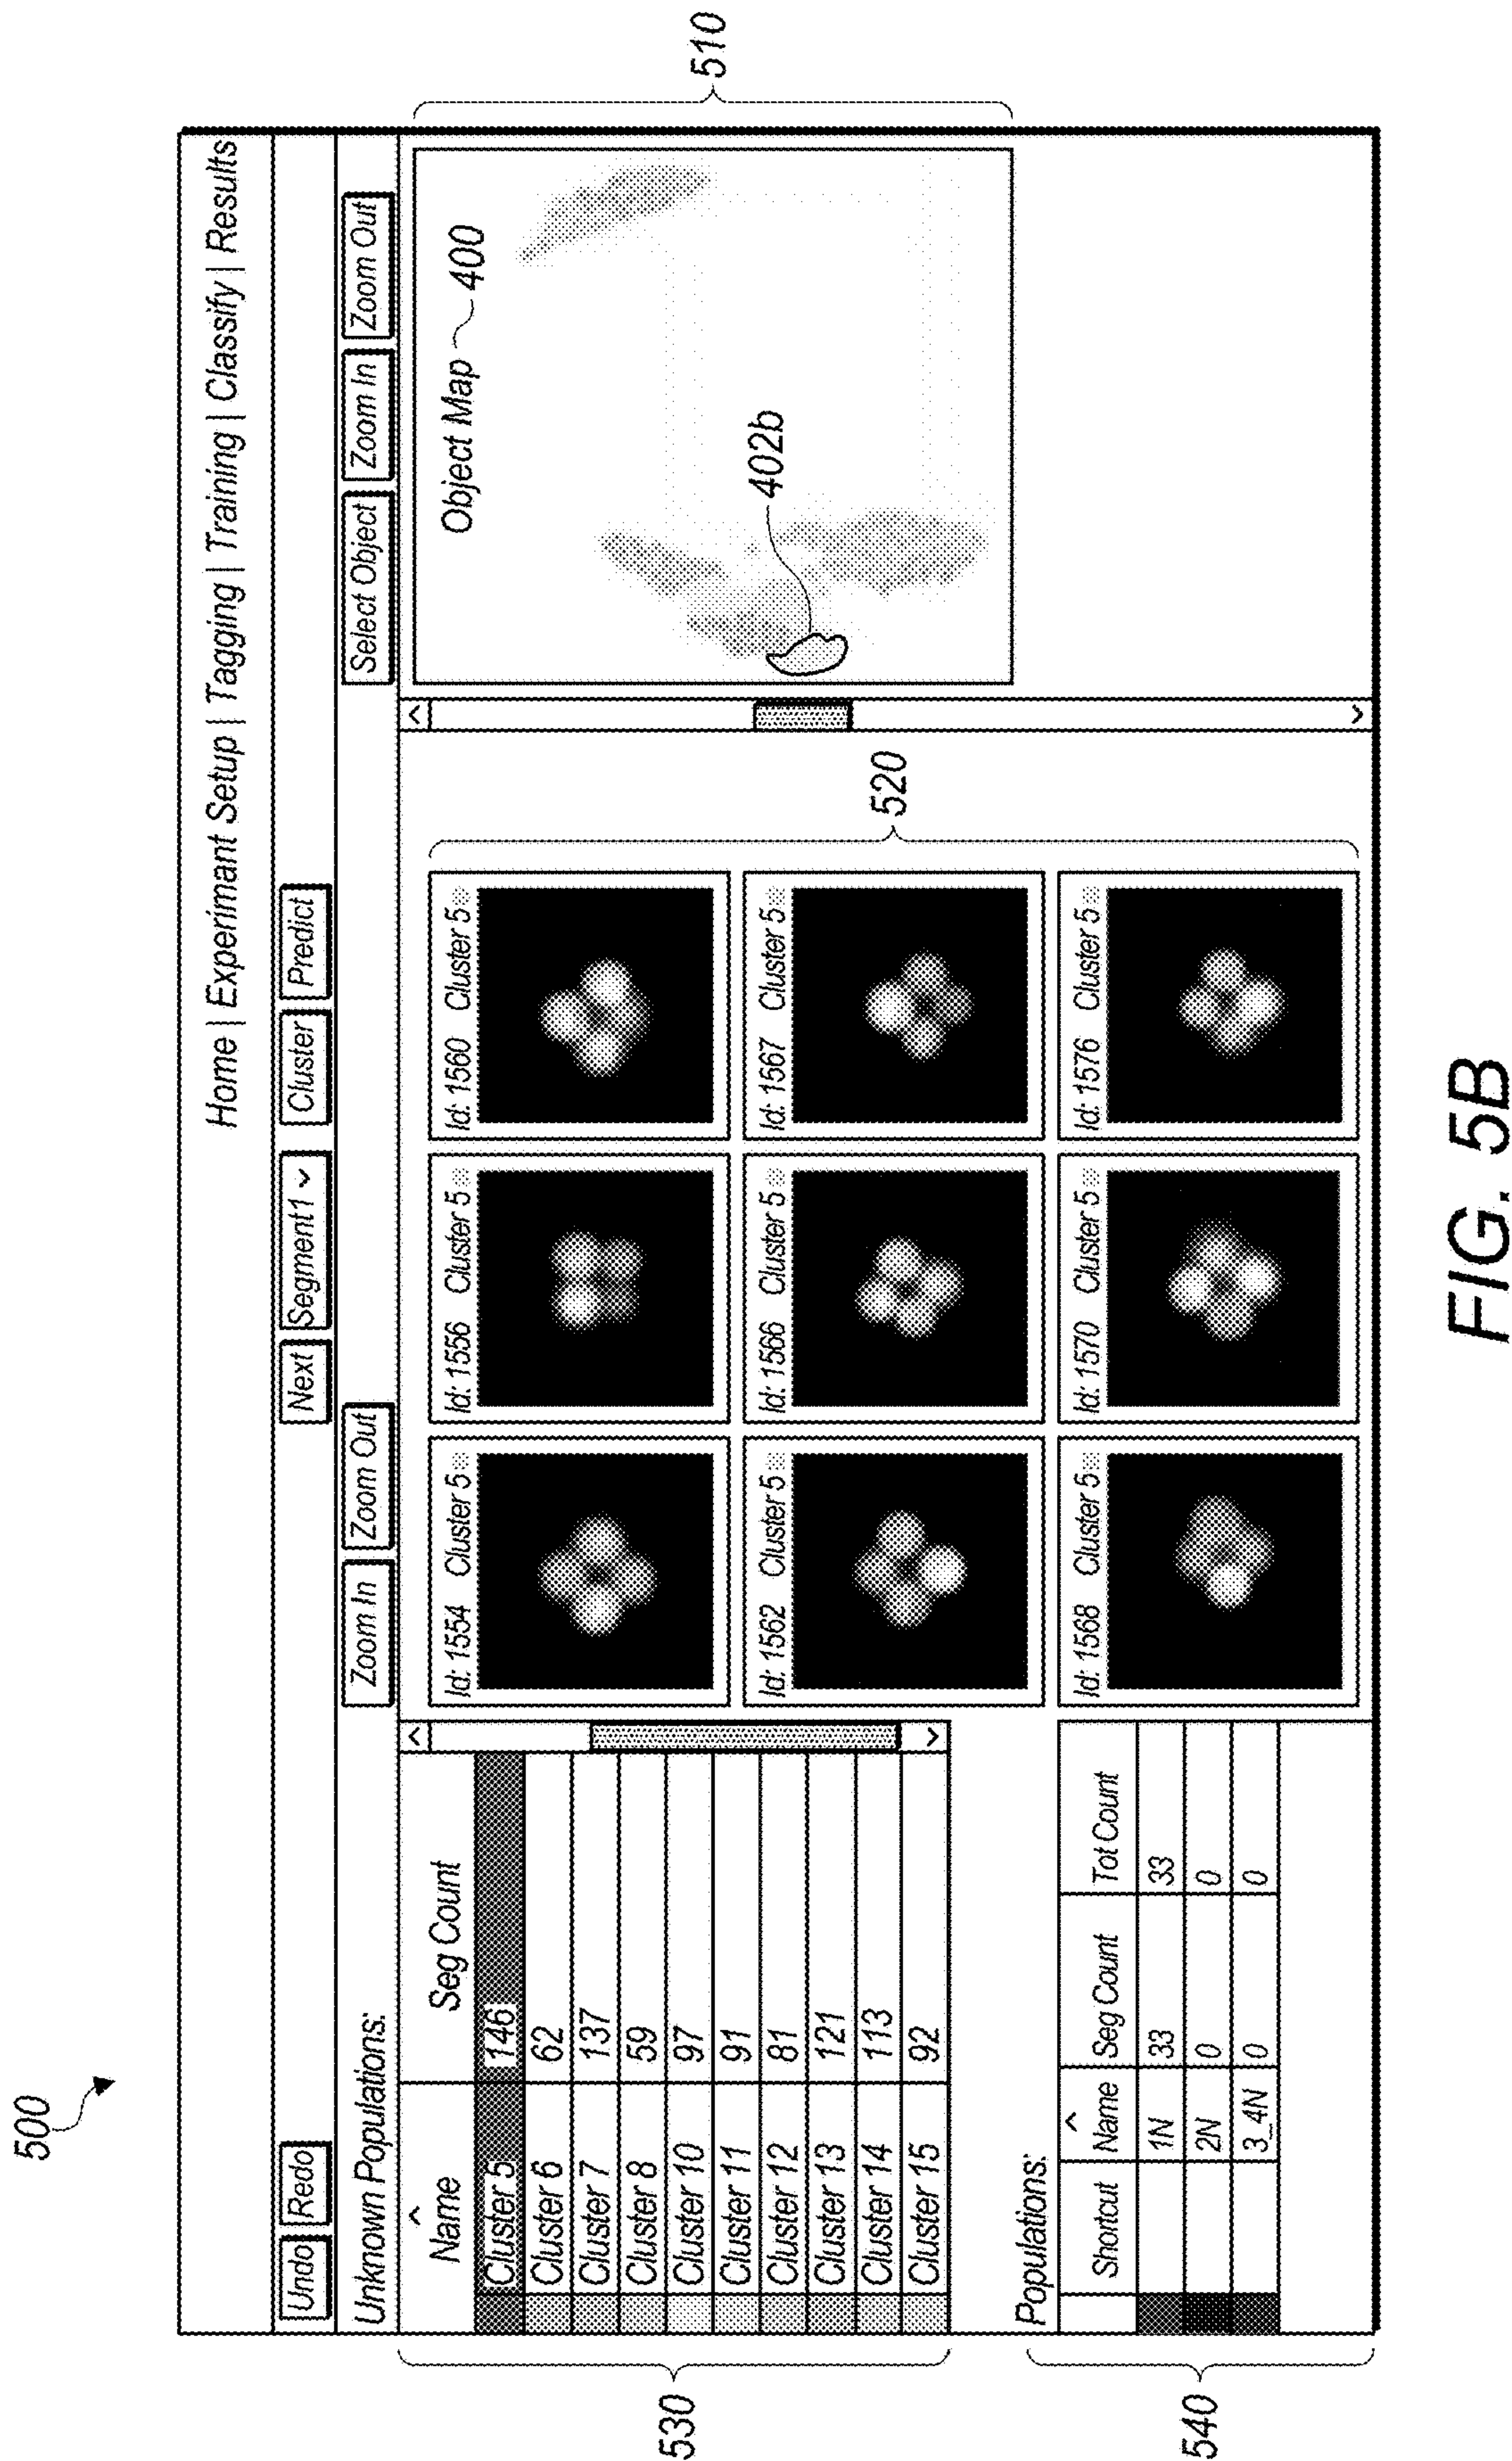 500
Home | Experimant Setup | Tagging | Training | Classify | Results
Undo Redo Next Segment1 Cluster Predict
Zoom In Zoom Out Select Object Zoom In Zoom Out
Unknown Populations:
Name Seg Count
Cluster 5 146
Cluster 6 62
Cluster 7 137
Cluster 8 59
Cluster 10 97
Cluster 11 91
Cluster 12 81
Cluster 13 121
Cluster 14 113
Cluster 15 92
530
Populations:
Shortcut Name Seg Count Tot Count
1N 33 33
2N 0 0
3_4N 0 0
540
Id: 1554 Cluster 5
Id: 1556 Cluster 5
Id: 1560 Cluster 5
Id: 1562 Cluster 5
Id: 1566 Cluster 5
Id: 1567 Cluster 5
Id: 1568 Cluster 5
Id: 1570 Cluster 5
Id: 1576 Cluster 5
520
Object Map 400
402b
510
FIG. 5B